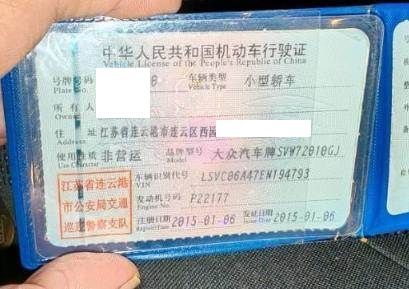 中华人民共和国机动车行驶证
Vehicle License of the People's Republic of China
号牌号码 B 车辆类型 小型轿车
Plate No. Vehicle Type
所有人
Owner
住址 江苏省连云港市连云区西园
使用性质 非营运 品牌型号 大众汽车牌SVW72010GJ
Use Character
江苏省连云港
市公安局交通
巡逻警察支队
车辆识别代号 LSVC06A47EN194793
VIN
发动机号码 P22177
Engine No.
注册日期 2015-01-06 发证日期 2015-01-06
Register Date Issue Date